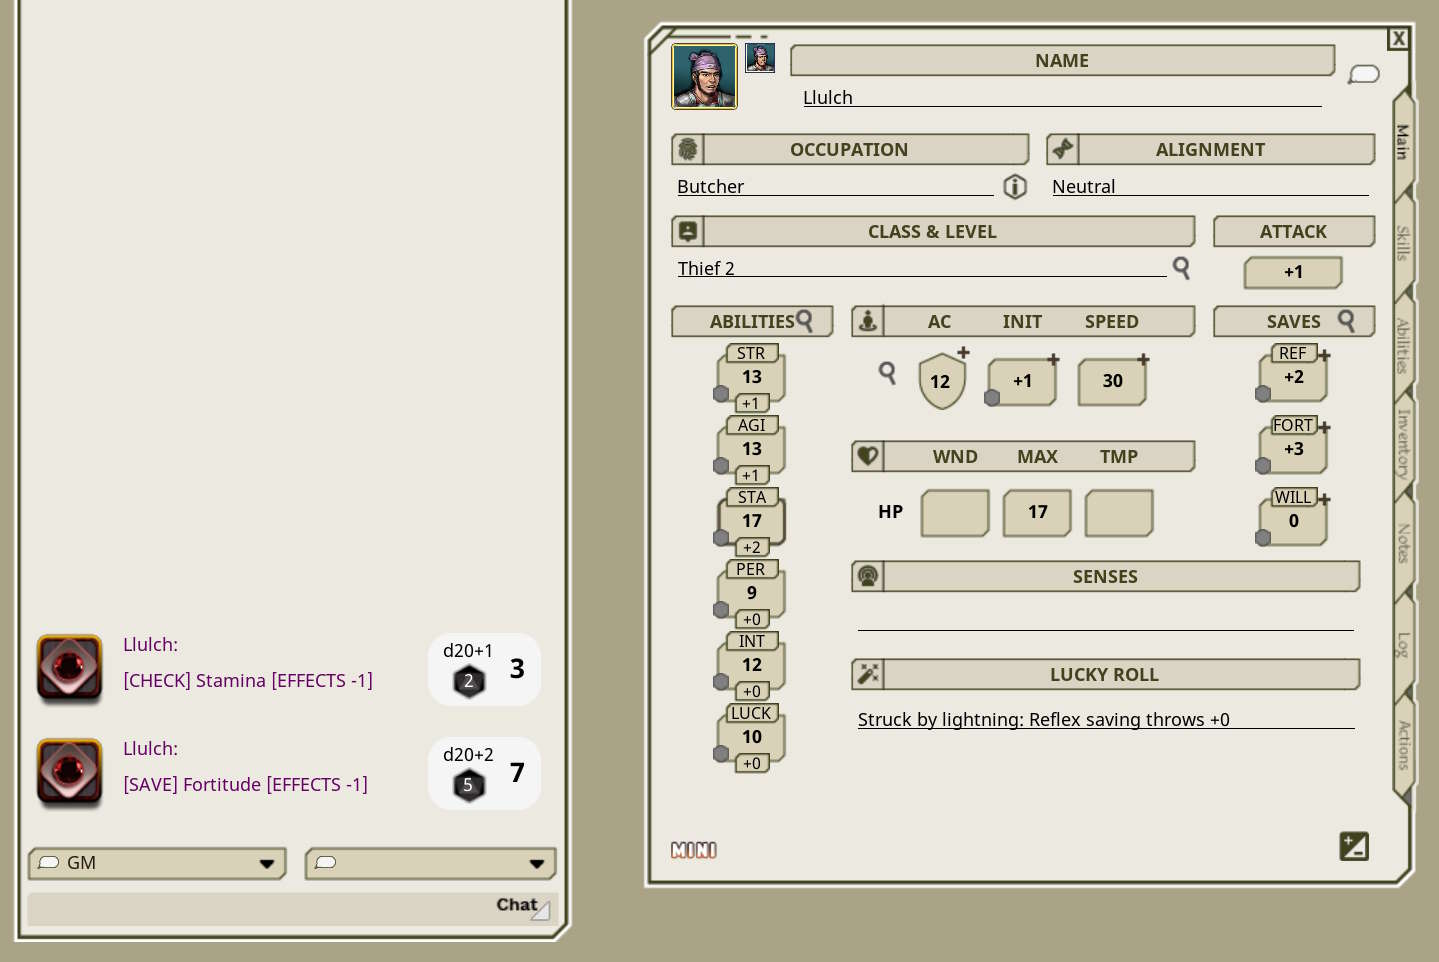 Llulch:
[CHECK] Stamina [EFFECTS -1]
d20+1
2
3
Llulch:
[SAVE] Fortitude [EFFECTS -1]
d20+2
5
7
GM
Chat
X
NAME
Llulch
OCCUPATION
ALIGNMENT
Butcher
Neutral
CLASS & LEVEL
ATTACK
Thief 2
+1
ABILITIES
AC INIT SPEED
SAVES
STR
13
+1
AGI
13
+1
STA
17
+2
PER
9
+0
INT
12
+0
LUCK
10
+0
12
+1
30
WND MAX TMP
HP
17
REF
+2
FORT
+3
WILL
0
SENSES
LUCKY ROLL
Struck by lightning: Reflex saving throws +0
MINI
Main
Skills
Abilities
Inventory
Notes
Log
Actions